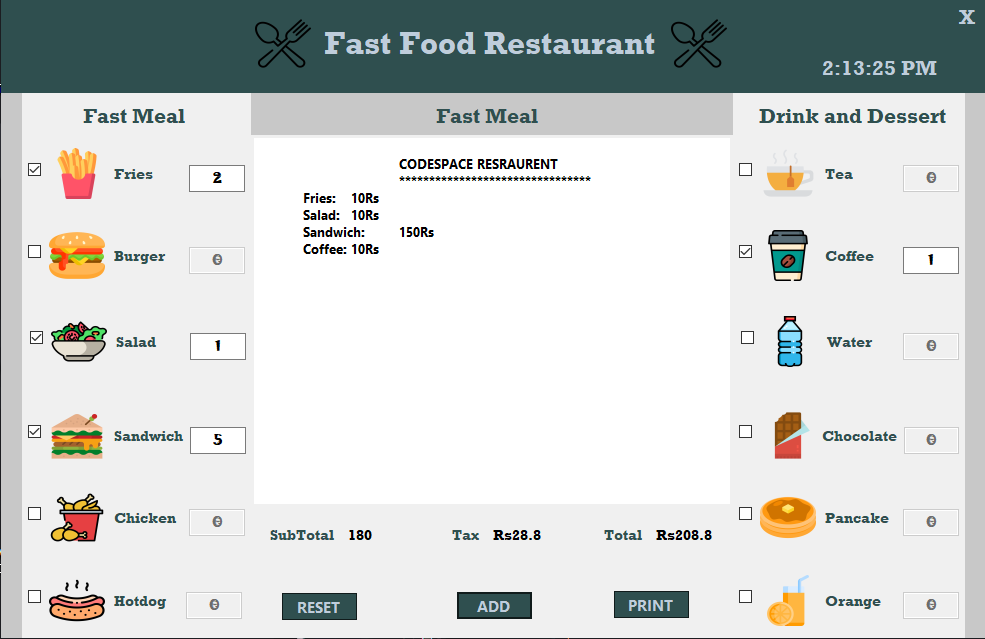 X
Fast Food Restaurant
2:13:25 PM
Fast Meal
Fries 2
Burger 0
Salad 1
Sandwich 5
Chicken 0
Hotdog 0
Fast Meal
CODESPACE RESRAURENT
********************************
Fries: 10Rs
Salad: 10Rs
Sandwich: 150Rs
Coffee: 10Rs
SubTotal 180 Tax Rs28.8 Total Rs208.8
RESET ADD PRINT
Drink and Dessert
Tea 0
Coffee 1
Water 0
Chocolate 0
Pancake 0
Orange 0